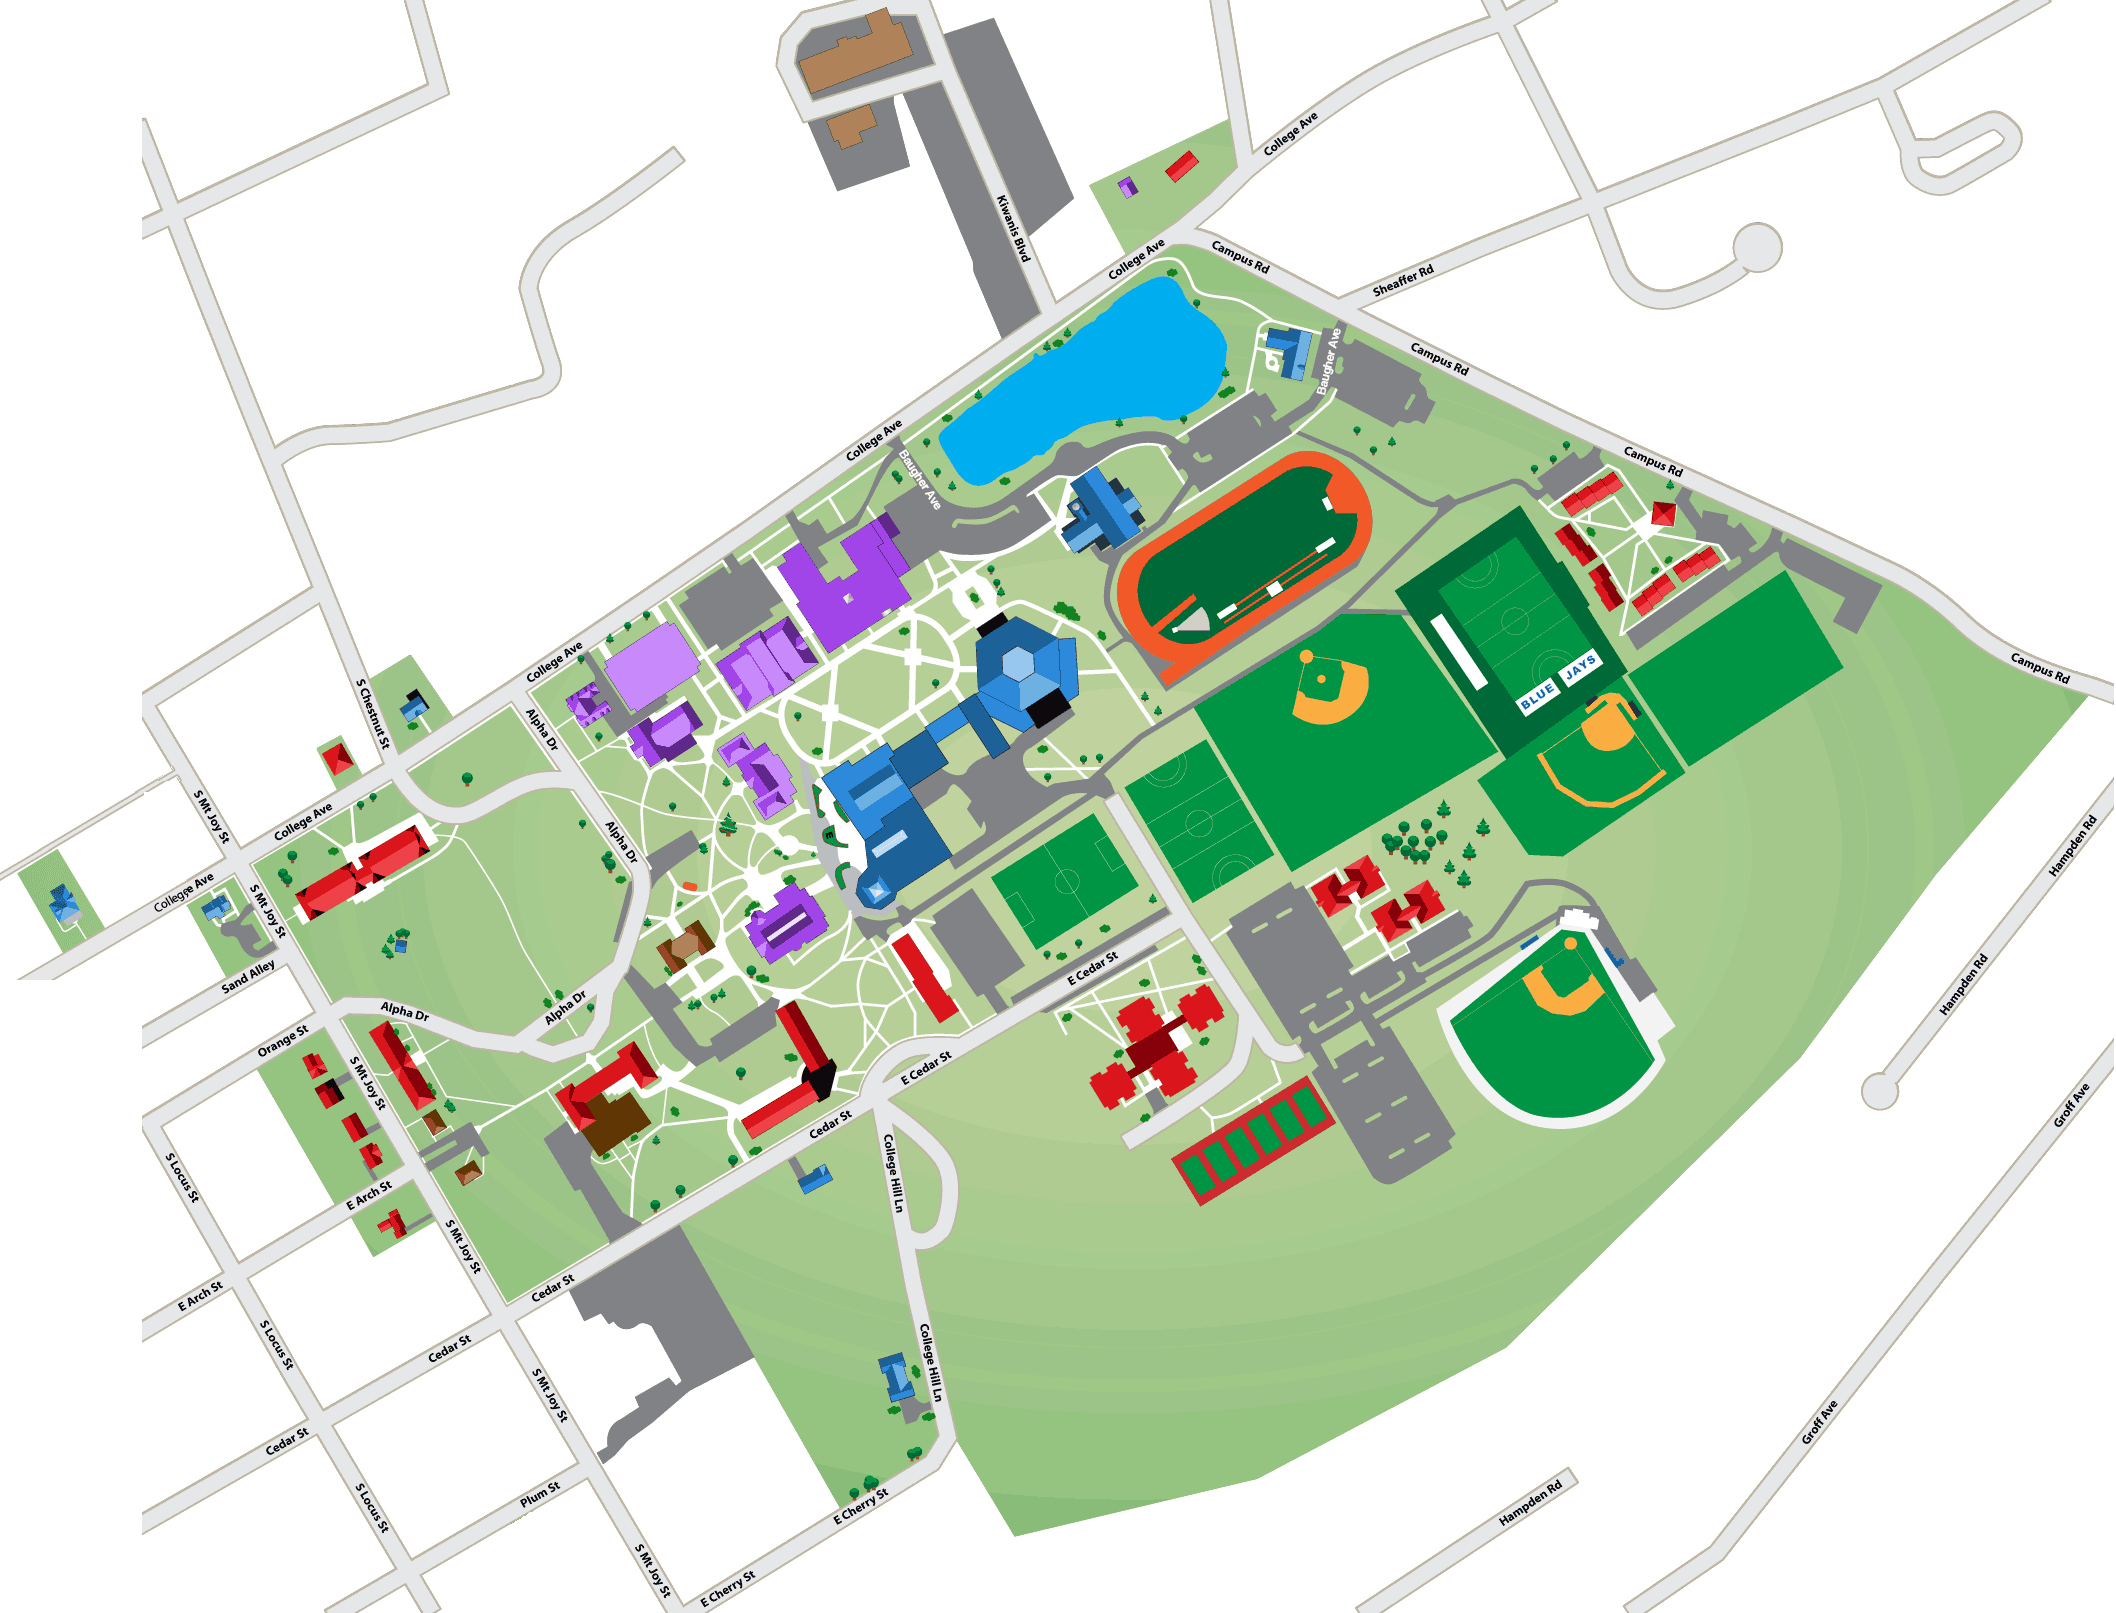 College Ave
Kiwanis Blvd
College Ave
Campus Rd
Sheaffer Rd
Baugher Ave
Campus Rd
College Ave
Baugher Ave
Campus Rd
College Ave
S Chestnut St
Alpha Dr
BLUE JAYS
Campus Rd
S Mt Joy St
College Ave
Alpha Dr
E
Hampden Rd
College Ave
S Mt Joy St
Sand Alley
E Cedar St
Hampden Rd
Alpha Dr
Alpha Dr
Orange St
S Mt Joy St
E Cedar St
Groff Ave
Cedar St
S Locus St
College Hill Ln
E Arch St
S Mt Joy St
E Arch St
Cedar St
S Locus St
Cedar St
College Hill Ln
S Mt Joy St
Groff Ave
Cedar St
Plum St
S Locus St
E Cherry St
Hampden Rd
S Mt Joy St
E Cherry St